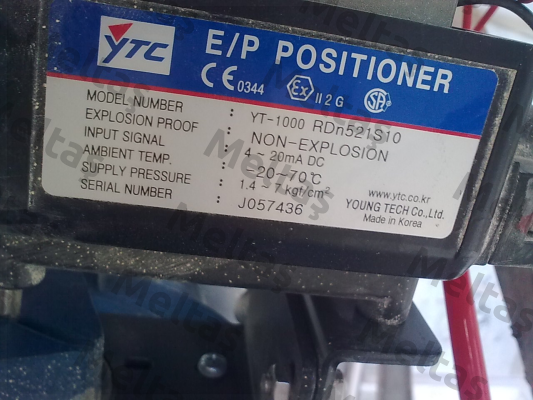 YTC E/P POSITIONER
CE 0344 Ex II 2 G
MODEL NUMBER : YT-1000 RDn521S10
EXPLOSION PROOF : NON-EXPLOSION
INPUT SIGNAL : 4 ~ 20mA DC
AMBIENT TEMP. : -20~70℃
SUPPLY PRESSURE : 1.4 ~ 7 kgf/cm²
SERIAL NUMBER : J057436
www.ytc.co.kr
YOUNG TECH Co.,Ltd.
Made in Korea
Meltaş